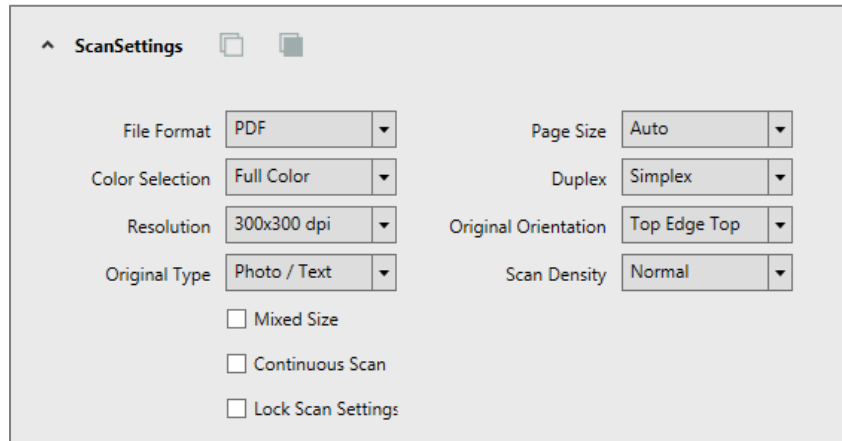 ScanSettings
File Format PDF Page Size Auto
Color Selection Full Color Duplex Simplex
Resolution 300x300 dpi Original Orientation Top Edge Top
Original Type Photo / Text Scan Density Normal
Mixed Size
Continuous Scan
Lock Scan Settings